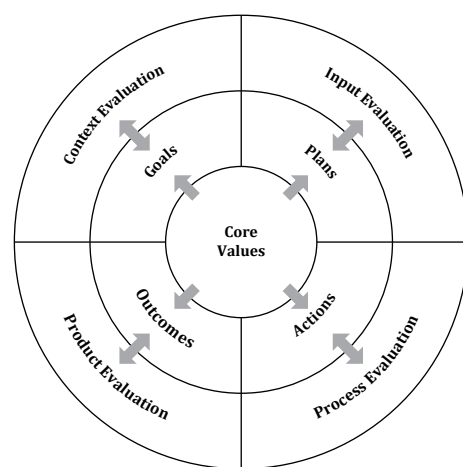 Context Evaluation
Input Evaluation
Goals
Plans
Core
Values
Outcomes
Actions
Product Evaluation
Process Evaluation